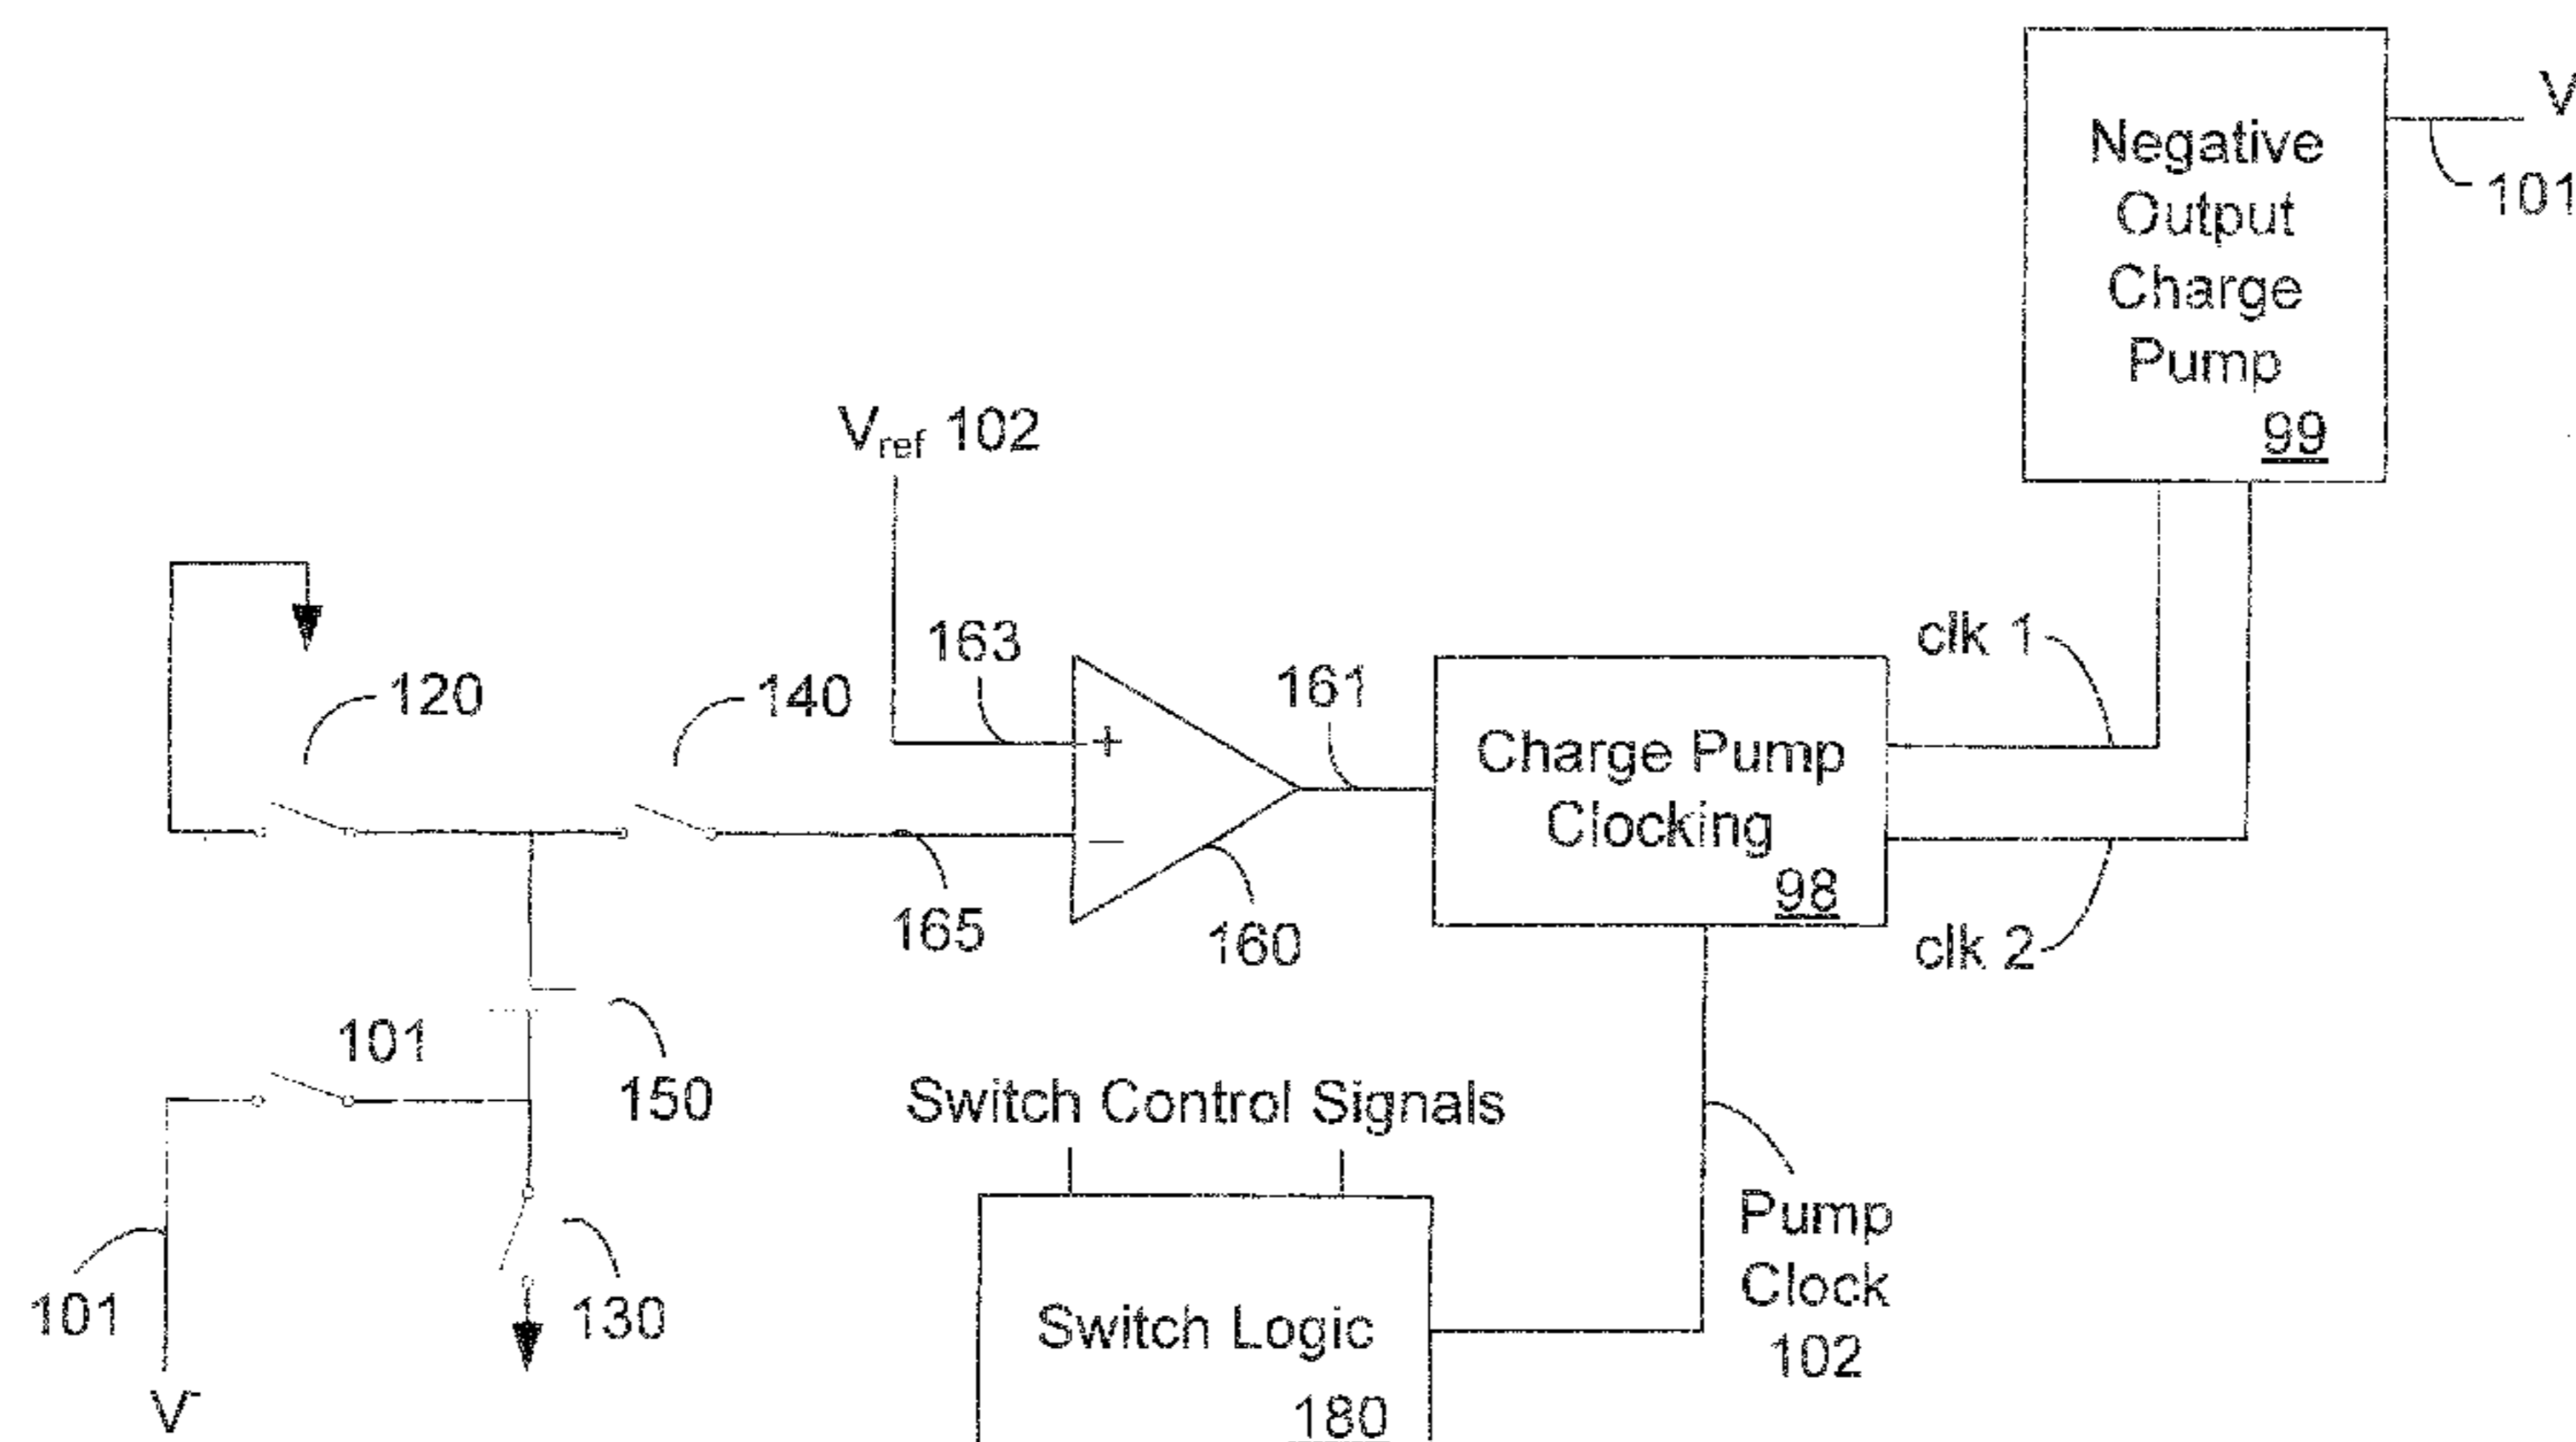 V
Negative
Output
Charge
Pump
99
101
Vref 102
163
161
clk 1
120
140
+
Charge Pump
Clocking
98
−
165
160
clk 2
101
150
Switch Control Signals
Pump
Clock
102
101
130
Switch Logic
180
V-